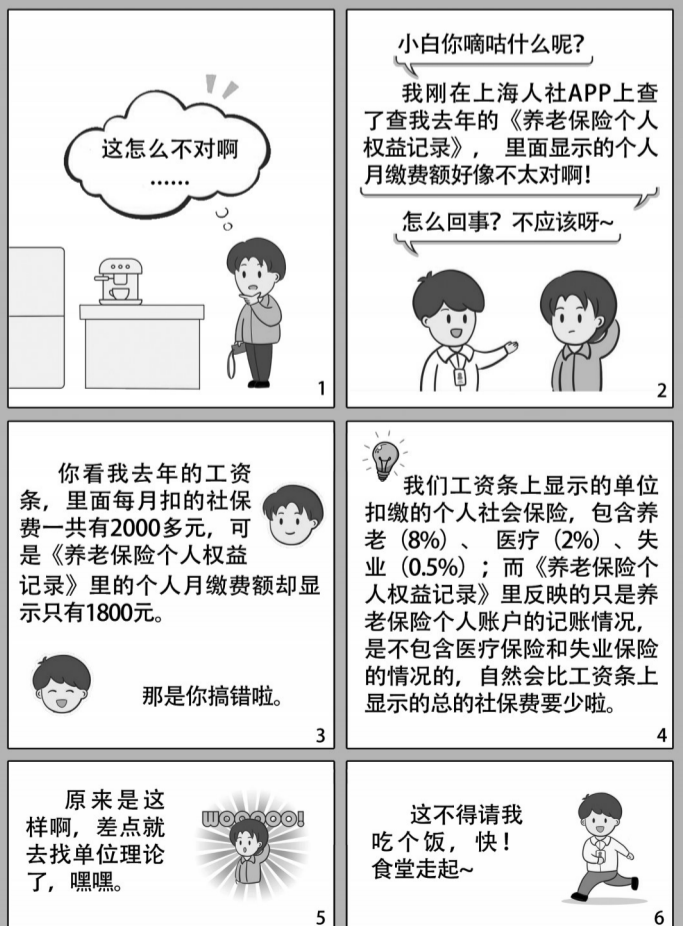 这怎么不对啊
……
1
小白你嘀咕什么呢？
我刚在上海人社APP上查
了查我去年的《养老保险个人
权益记录》，里面显示的个人
月缴费额好像不太对啊！
怎么回事？不应该呀~
2
你看我去年的工资
条，里面每月扣的社保
费一共有2000多元，可
是《养老保险个人权益
记录》里的个人月缴费额却显
示只有1800元。
那是你搞错啦。
3
我们工资条上显示的单位
扣缴的个人社会保险，包含养
老（8%）、医疗（2%）、失
业（0.5%）；而《养老保险个
人权益记录》里反映的只是养
老保险个人账户的记账情况，
是不包含医疗保险和失业保险
的情况的，自然会比工资条上
显示的总的社保费要少啦。
4
原来是这
样啊，差点就
去找单位理论
了，嘿嘿。
WOOOOO!
5
这不得请我
吃个饭，快！
食堂走起~
6